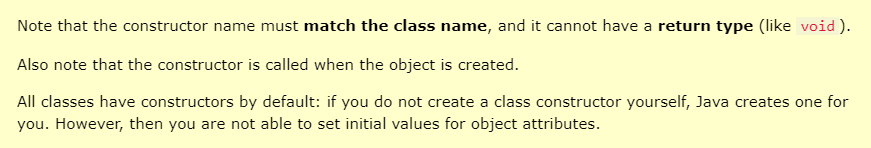 Note that the constructor name must match the class name, and it cannot have a return type (like void).
Also note that the constructor is called when the object is created.
All classes have constructors by default: if you do not create a class constructor yourself, Java creates one for
you. However, then you are not able to set initial values for object attributes.